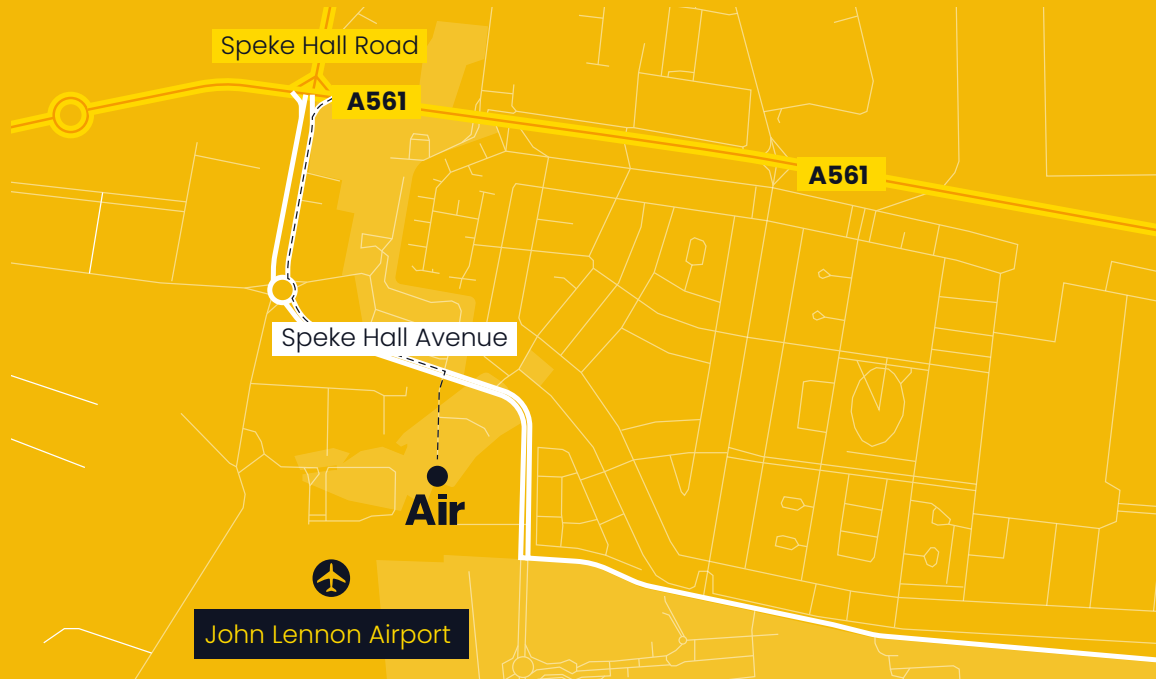 Speke Hall Road
A561
A561
Speke Hall Avenue
Air
John Lennon Airport